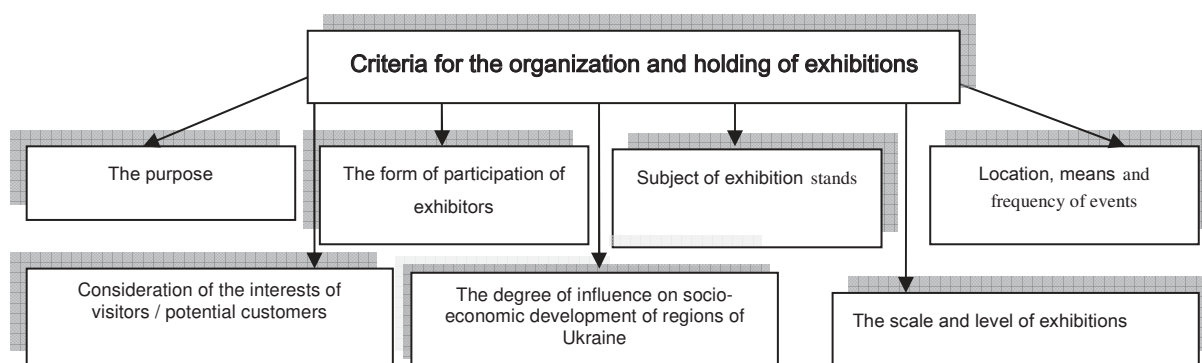 Criteria for the organization and holding of exhibitions
The purpose
The form of participation of
exhibitors
Subject of exhibition stands
Location, means and
frequency of events
Consideration of the interests of
visitors / potential customers
The degree of influence on socio-
economic development of regions of
Ukraine
The scale and level of exhibitions